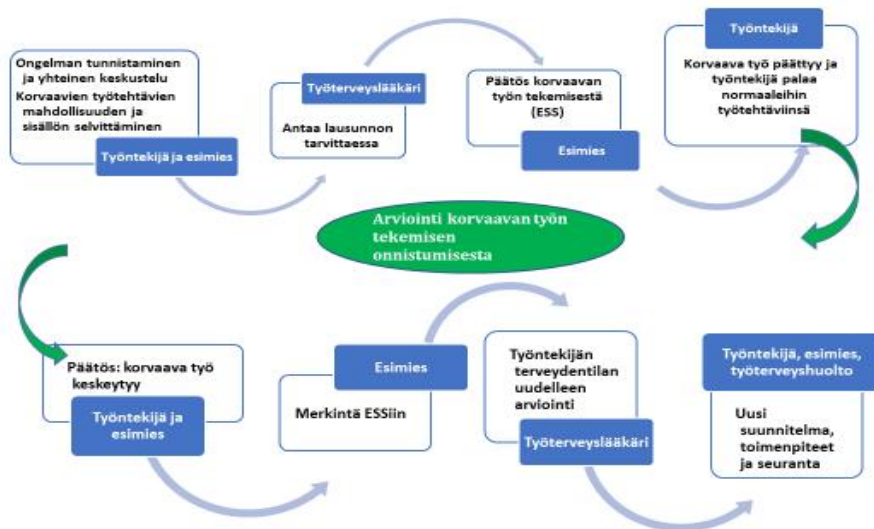 Ongelman tunnistaminen
ja yhteinen keskustelu
Korvaavien työtehtävien
mahdollisuuden ja
sisällön selvittäminen
Työntekijä ja esimies
Työterveyslääkäri
Antaa lausunnon
tarvittaessa
Päätös korvaavan
työn tekemisestä
(ESS)
Esimies
Työntekijä
Korvaava työ päättyy ja
työntekijä palaa
normaaleihin
työtehtäviinsä
Arviointi korvaavan työn
tekemisen
onnistumisesta
Päätös: korvaava työ
keskeytyy
Työntekijä ja
esimies
Esimies
Merkintä ESSiin
Työntekijän
terveydentilan
uudelleen
arviointi
Työterveyslääkäri
Työntekijä, esimies,
työterveyshuolto
Uusi
suunnitelma,
toimenpiteet
ja seuranta